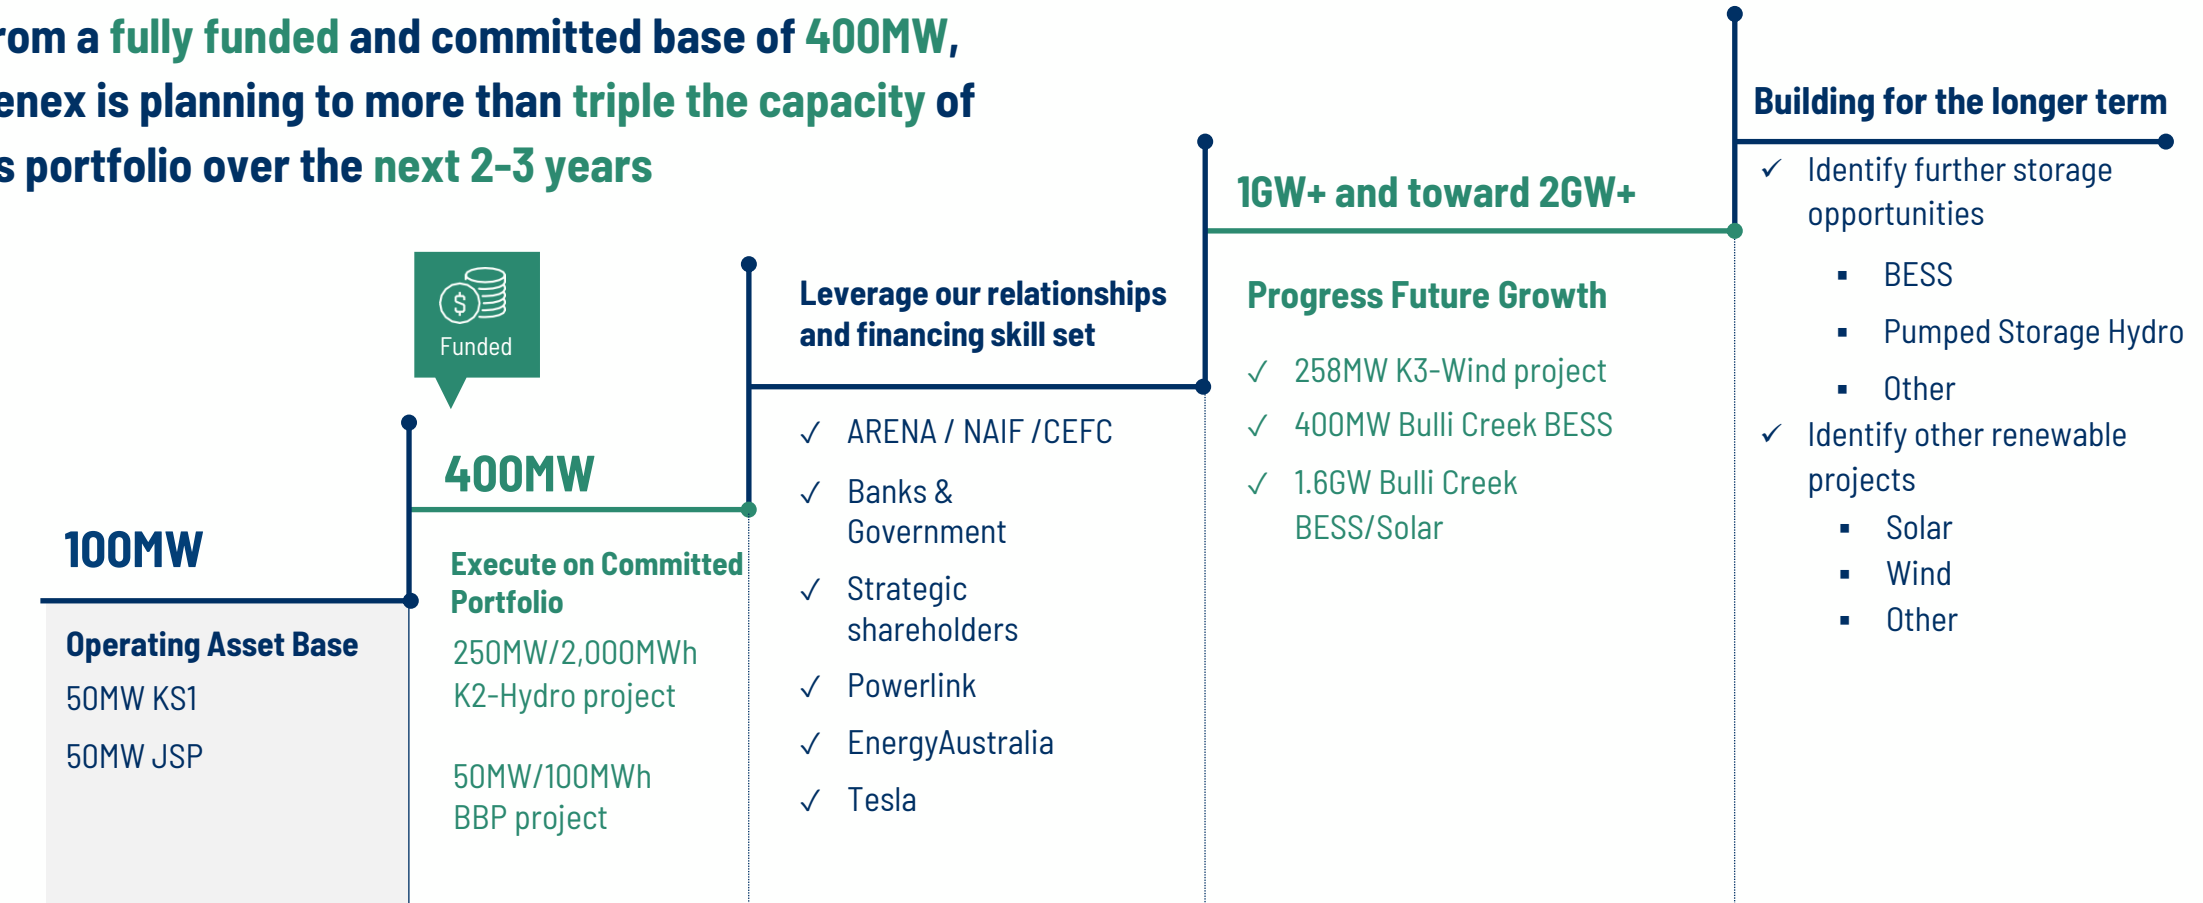 rom a fully funded and committed base of 400MW,
enex is planning to more than triple the capacity of
s portfolio over the next 2-3 years
Funded
100MW
Operating Asset Base
50MW KS1
50MW JSP
400MW
Execute on Committed
Portfolio
250MW/2,000MWh
K2-Hydro project
50MW/100MWh
BBP project
Leverage our relationships
and financing skill set
✓ ARENA / NAIF /CEFC
✓ Banks &
Government
✓ Strategic
shareholders
✓ Powerlink
✓ EnergyAustralia
✓ Tesla
1GW+ and toward 2GW+
Progress Future Growth
✓ 258MW K3-Wind project
✓ 400MW Bulli Creek BESS
✓ 1.6GW Bulli Creek
BESS/Solar
Building for the longer term
✓ Identify further storage
opportunities
▪ BESS
▪ Pumped Storage Hydro
▪ Other
✓ Identify other renewable
projects
▪ Solar
▪ Wind
▪ Other